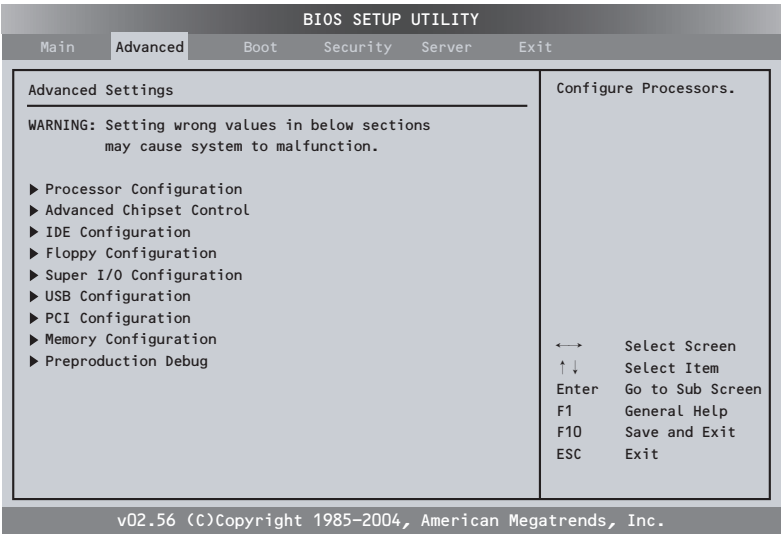 BIOS SETUP UTILITY
Main Advanced Boot Security Server Exit
Advanced Settings
WARNING: Setting wrong values in below sections
may cause system to malfunction.
▶ Processor Configuration
▶ Advanced Chipset Control
▶ IDE Configuration
▶ Floppy Configuration
▶ Super I/O Configuration
▶ USB Configuration
▶ PCI Configuration
▶ Memory Configuration
▶ Preproduction Debug
Configure Processors.
←→ Select Screen
↑↓ Select Item
Enter Go to Sub Screen
F1 General Help
F10 Save and Exit
ESC Exit
v02.56 (C)Copyright 1985-2004, American Megatrends, Inc.